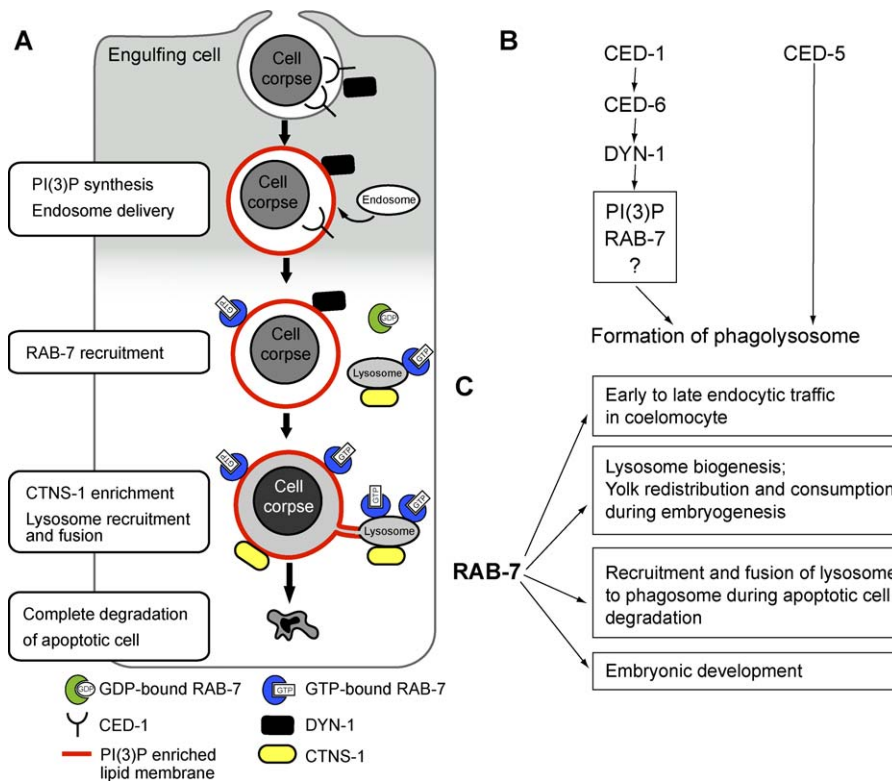 A
Engulfing cell
Cell
corpse
PI(3)P synthesis
Endosome delivery
Cell
corpse
Endosome
GTP
GDP
RAB-7 recruitment
Cell
corpse
GTP
Lysosome
GTP
GTP
GTP
CTNS-1 enrichment
Lysosome recruitment
and fusion
Cell
corpse
Lysosome
Complete degradation
of apoptotic cell
GDP GDP-bound RAB-7
GTP GTP-bound RAB-7
CED-1
DYN-1
PI(3)P enriched
lipid membrane
CTNS-1
B
CED-1 CED-5
CED-6
DYN-1
PI(3)P
RAB-7
?
Formation of phagolysosome
C
RAB-7
Early to late endocytic traffic
in coelomocyte
Lysosome biogenesis;
Yolk redistribution and consumption
during embryogenesis
Recruitment and fusion of lysosome
to phagosome during apoptotic cell
degradation
Embryonic development